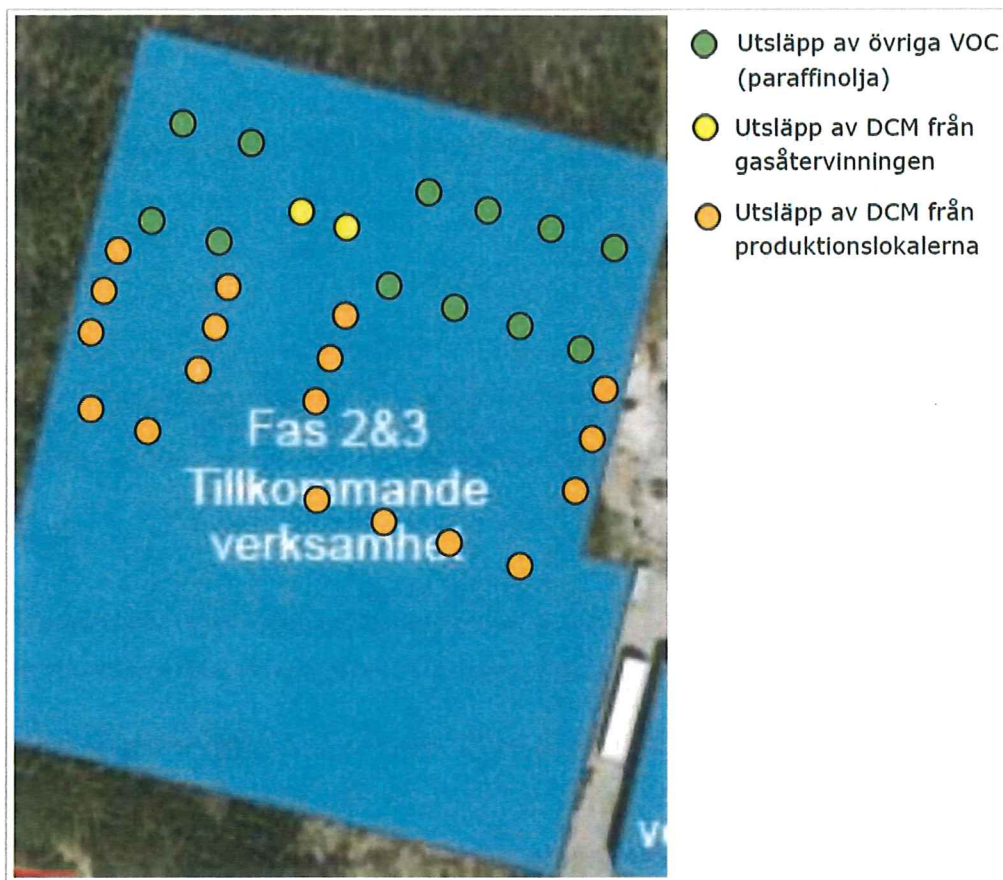 Utsläpp av övriga VOC
(paraffinolja)
Utsläpp av DCM från
gasåtervinningen
Utsläpp av DCM från
produktionslokalerna
Fas 2&3
Tillkommande
verksamhet